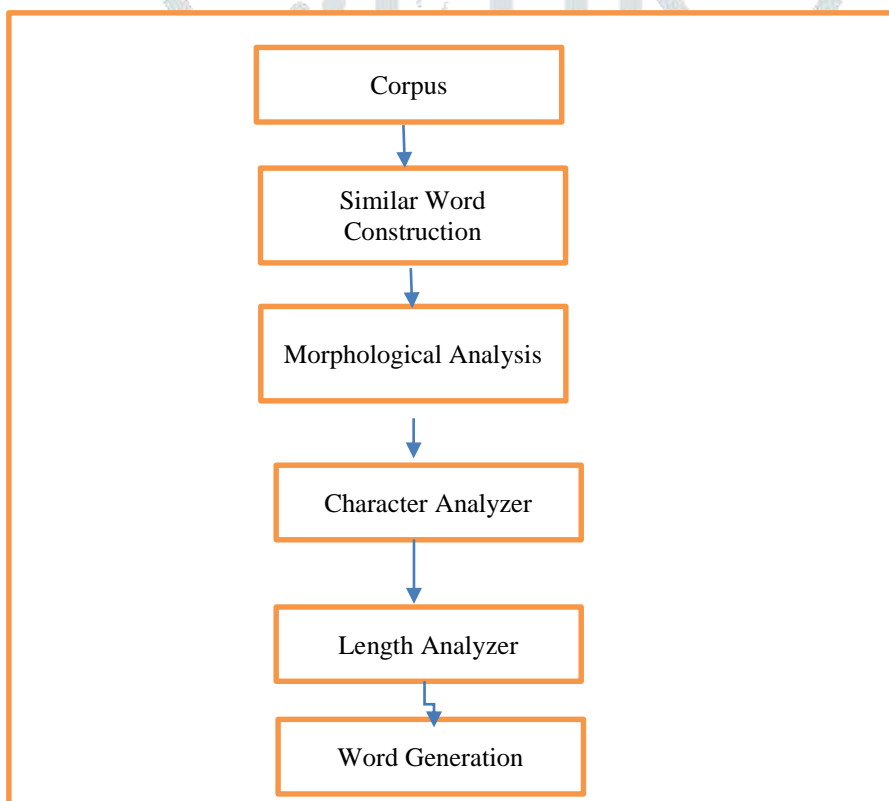 Corpus
Similar Word
Construction
Morphological Analysis
Character Analyzer
Length Analyzer
Word Generation